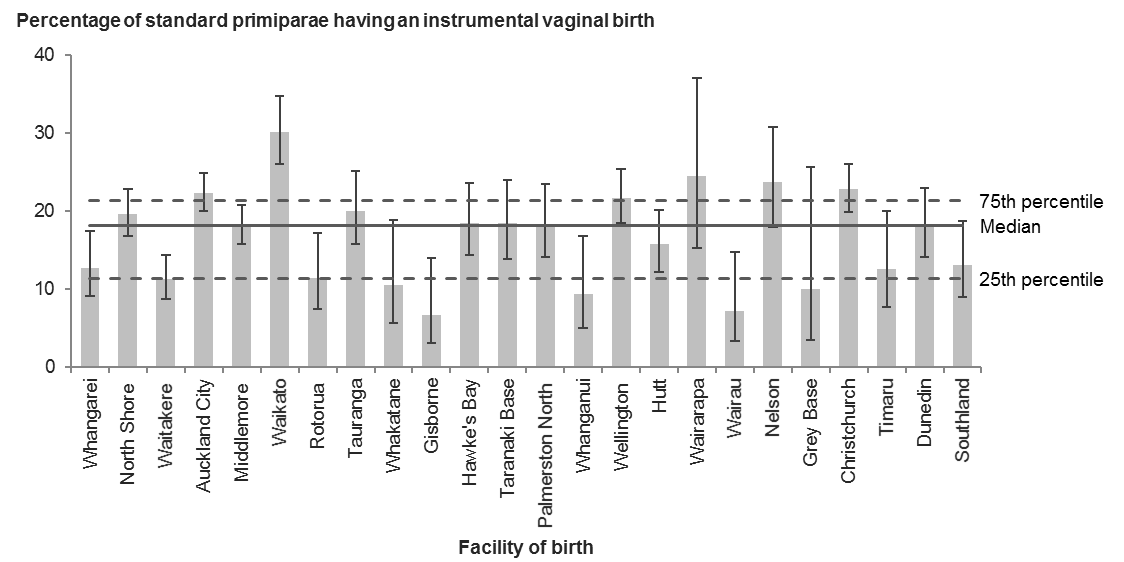 Percentage of standard primiparae having an instrumental vaginal birth
40
30
20
10
0
75th percentile
Median
25th percentile
Whangarei
North Shore
Waitakere
Auckland City
Middlemore
Waikato
Rotorua
Tauranga
Whakatane
Gisborne
Hawke's Bay
Taranaki Base
Palmerston North
Whanganui
Wellington
Hutt
Wairarapa
Wairau
Nelson
Grey Base
Christchurch
Timaru
Dunedin
Southland
Facility of birth